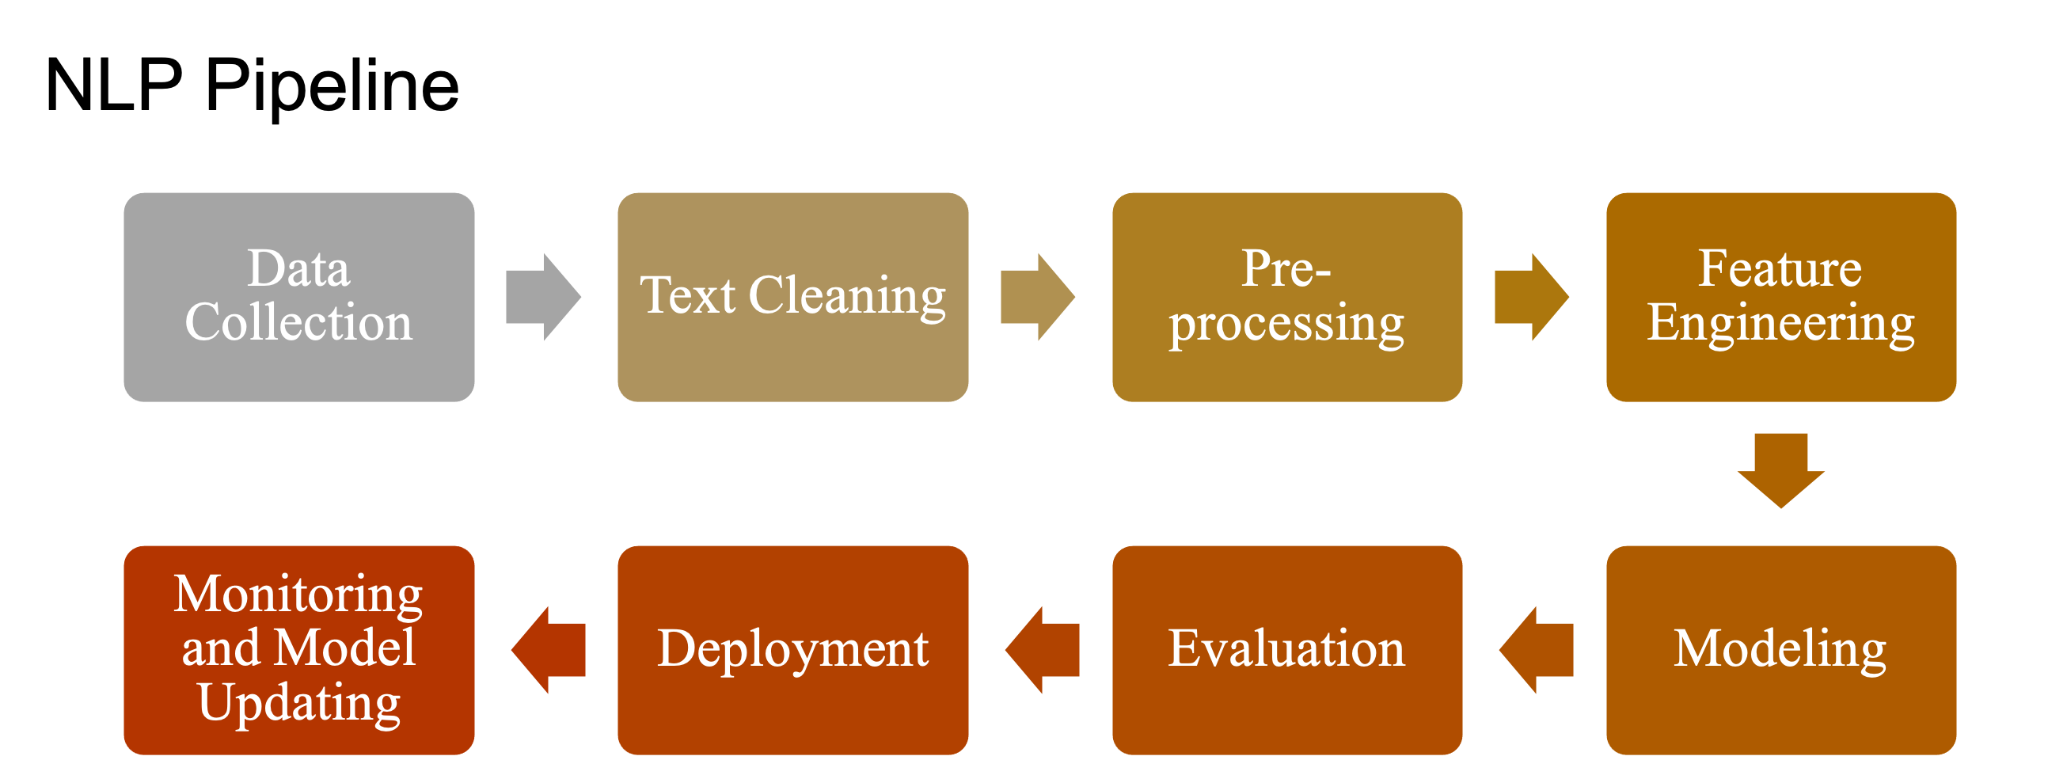 NLP Pipeline
Data
Collection
Text Cleaning
Pre-
processing
Feature
Engineering
Modeling
Evaluation
Deployment
Monitoring
and Model
Updating